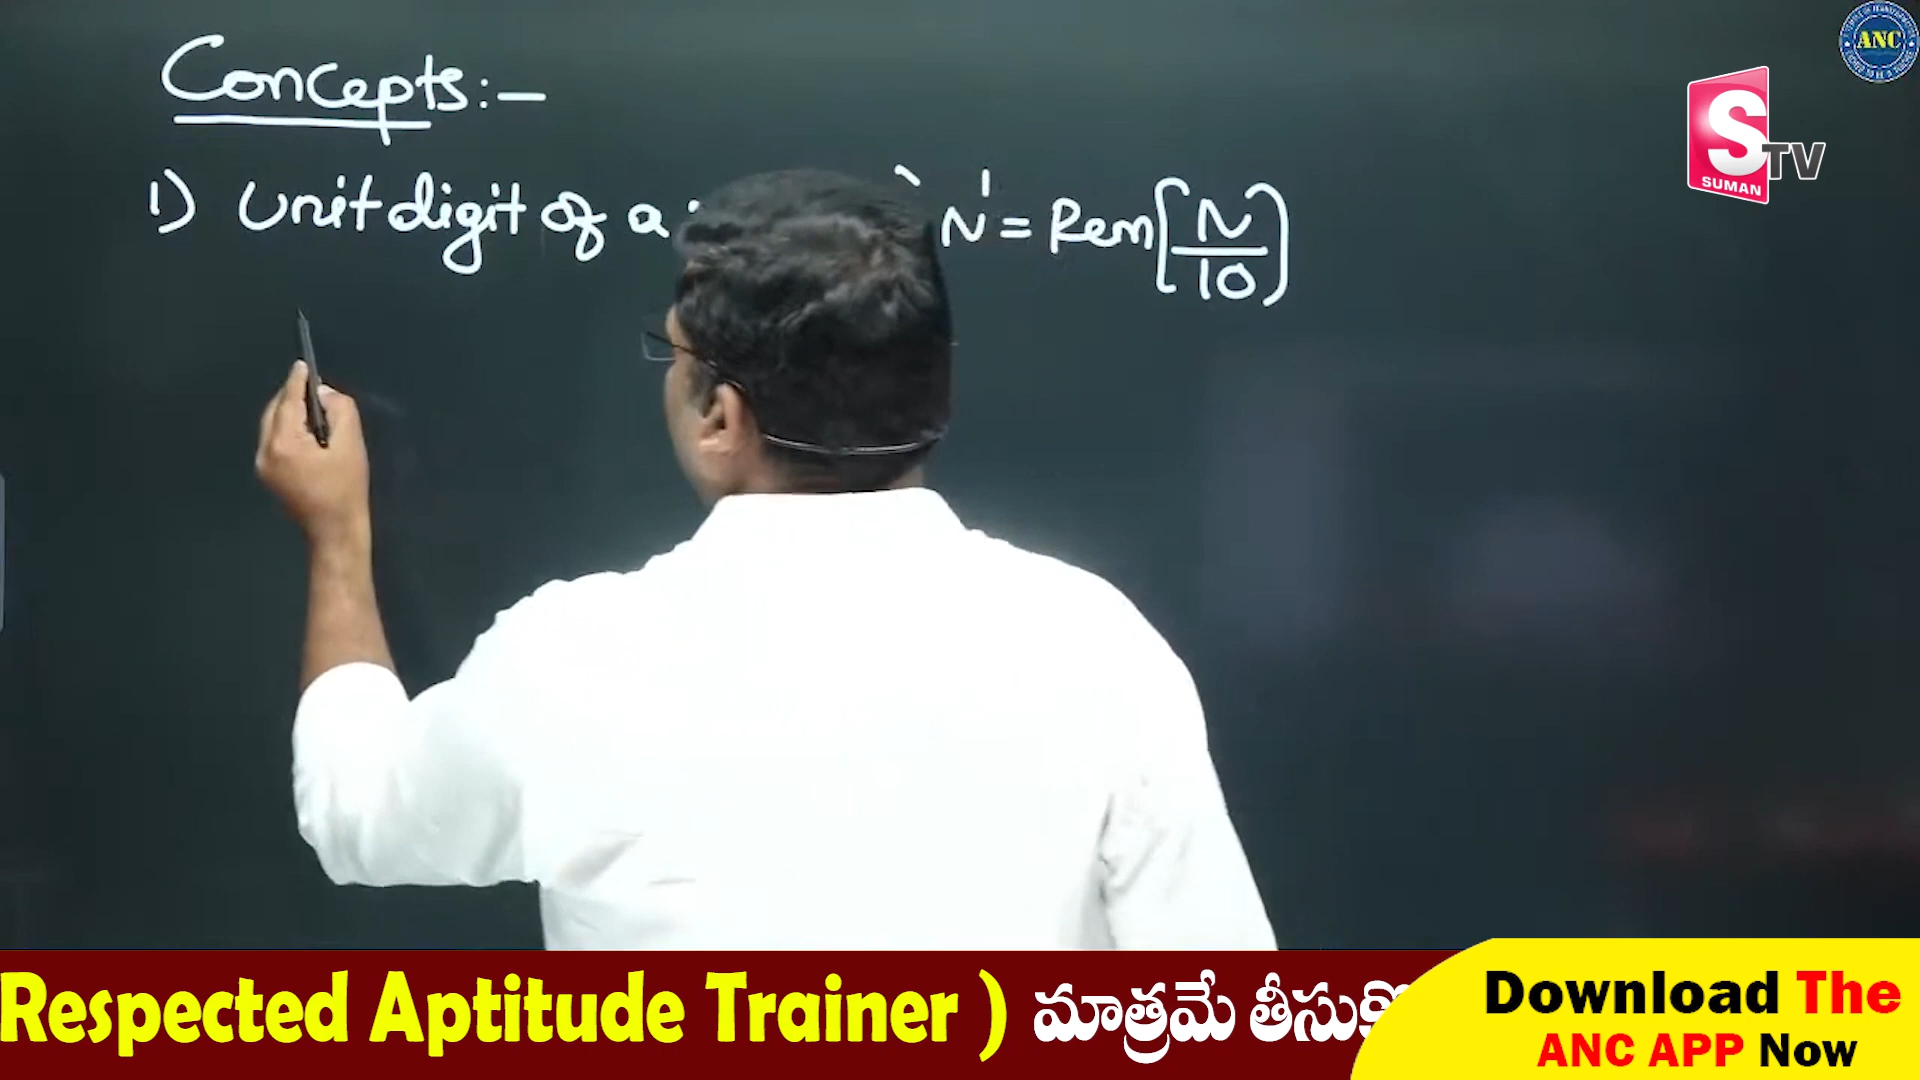 Concepts:-
1) Unit digit of a 'N' = Rem[N/10]
ANC
S TV
SUMAN
Respected Aptitude Trainer ) మాత్రమే
Download The
ANC APP Now